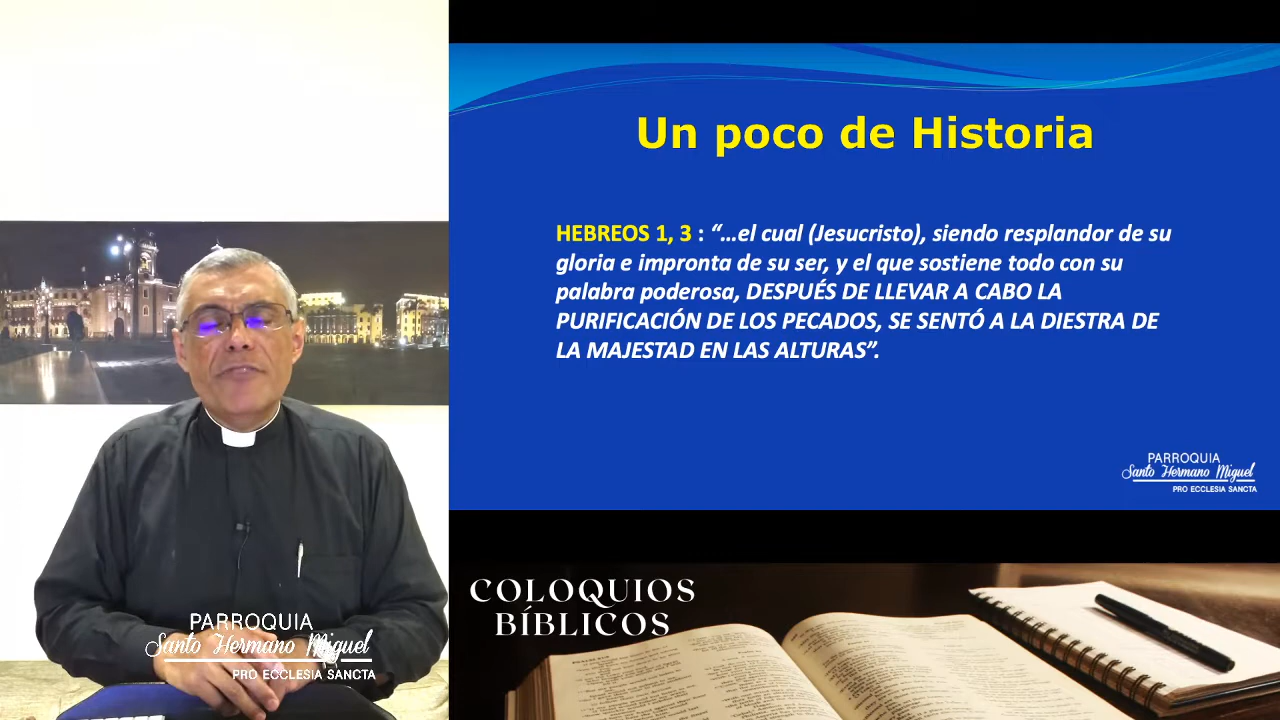 Un poco de Historia
HEBREOS 1, 3 : “…el cual (Jesucristo), siendo resplandor de su
gloria e impronta de su ser, y el que sostiene todo con su
palabra poderosa, DESPUÉS DE LLEVAR A CABO LA
PURIFICACIÓN DE LOS PECADOS, SE SENTÓ A LA DIESTRA DE
LA MAJESTAD EN LAS ALTURAS”.
PARROQUIA
Santo Hermano Miguel
PRO ECCLESIA SANCTA
COLOQUIOS
BÍBLICOS
PARROQUIA
Santo Hermano Miguel
PRO ECCLESIA SANCTA